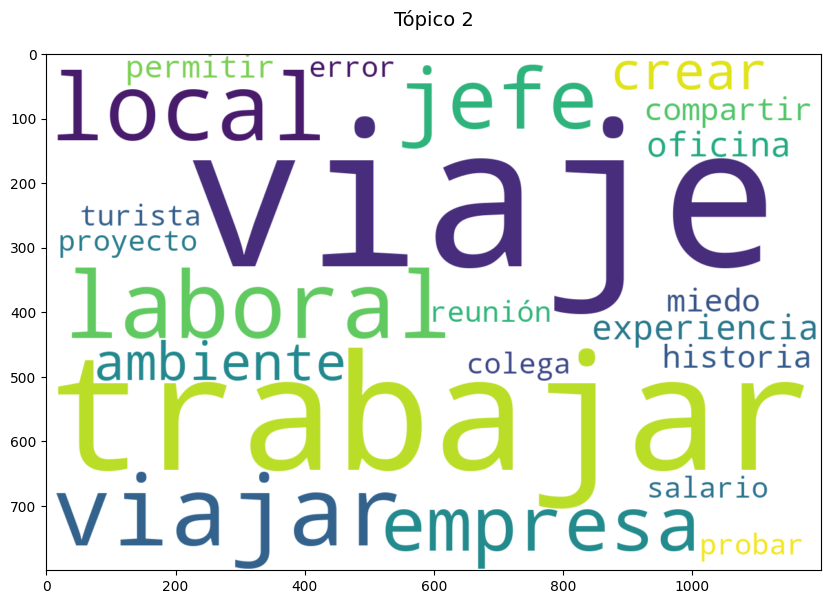 Tópico 2
permitir error
local jefe crear
compartir
oficina
viaje
turista
proyecto
laboral
reunión miedo
experiencia
ambiente colega historia
trabajar
viajar salario
empresa
probar
0
100
200
300
400
500
600
700
0 200 400 600 800 1000